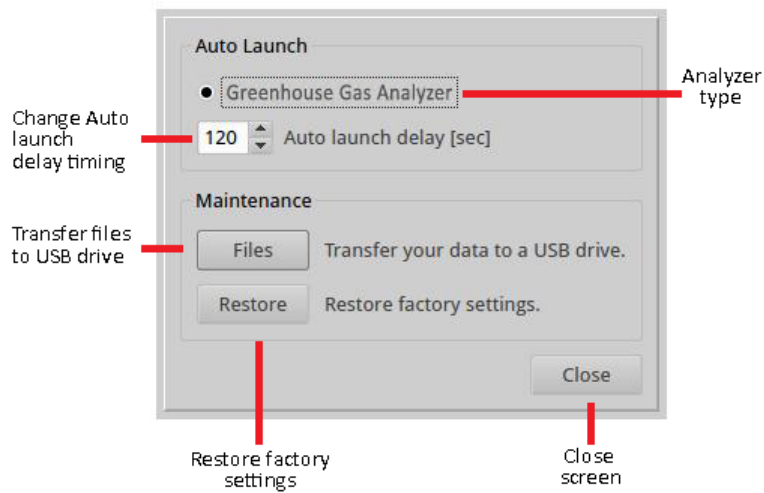 Auto Launch
Greenhouse Gas Analyzer
Analyzer
type
Change Auto
launch
delay timing
120
Auto launch delay [sec]
Maintenance
Transfer files
to USB drive
Files
Transfer your data to a USB drive.
Restore
Restore factory settings.
Close
Restore factory
settings
Close
screen